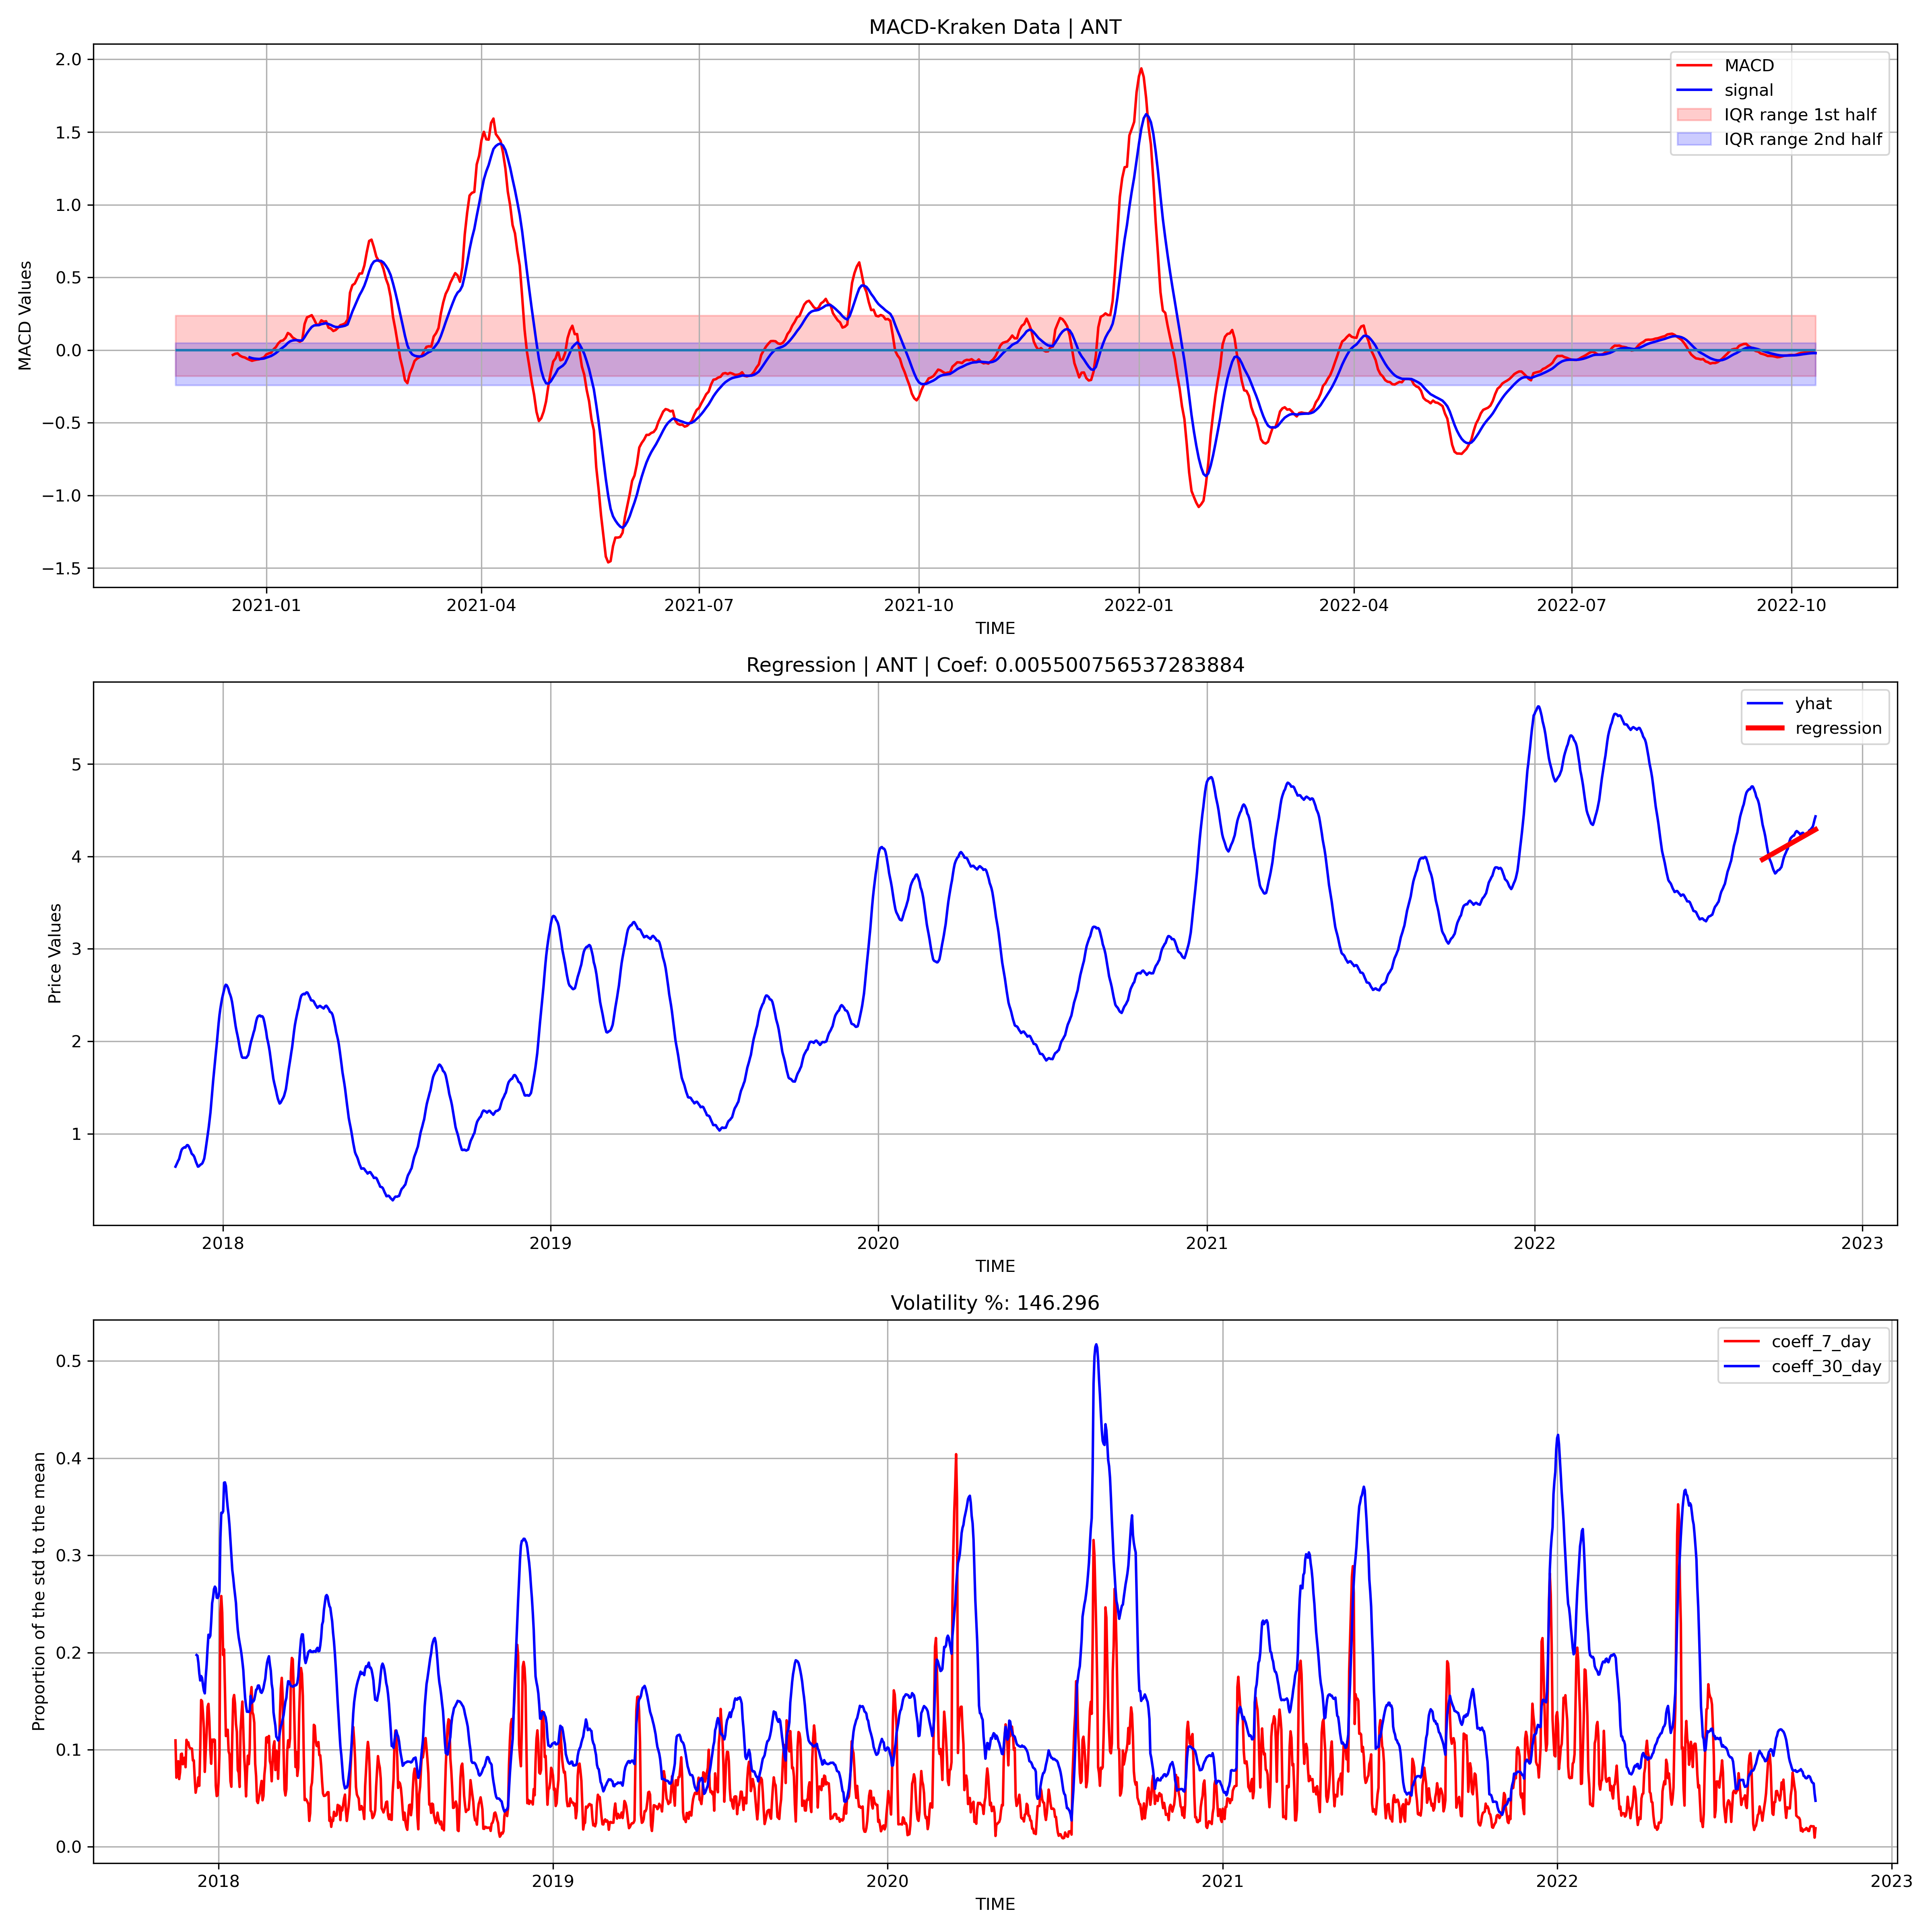 MACD-Kraken Data | ANT
MACD Values
2.0
1.5
1.0
0.5
0.0
−0.5
−1.0
−1.5
MACD
signal
IQR range 1st half
IQR range 2nd half
2021-01 2021-04 2021-07 2021-10 2022-01 2022-04 2022-07 2022-10
TIME
Regression | ANT | Coef: 0.005500756537283884
Price Values
5
4
3
2
1
yhat
regression
2018 2019 2020 2021 2022 2023
TIME
Volatility %: 146.296
Proportion of the std to the mean
0.5
0.4
0.3
0.2
0.1
0.0
coeff_7_day
coeff_30_day
2018 2019 2020 2021 2022 2023
TIME